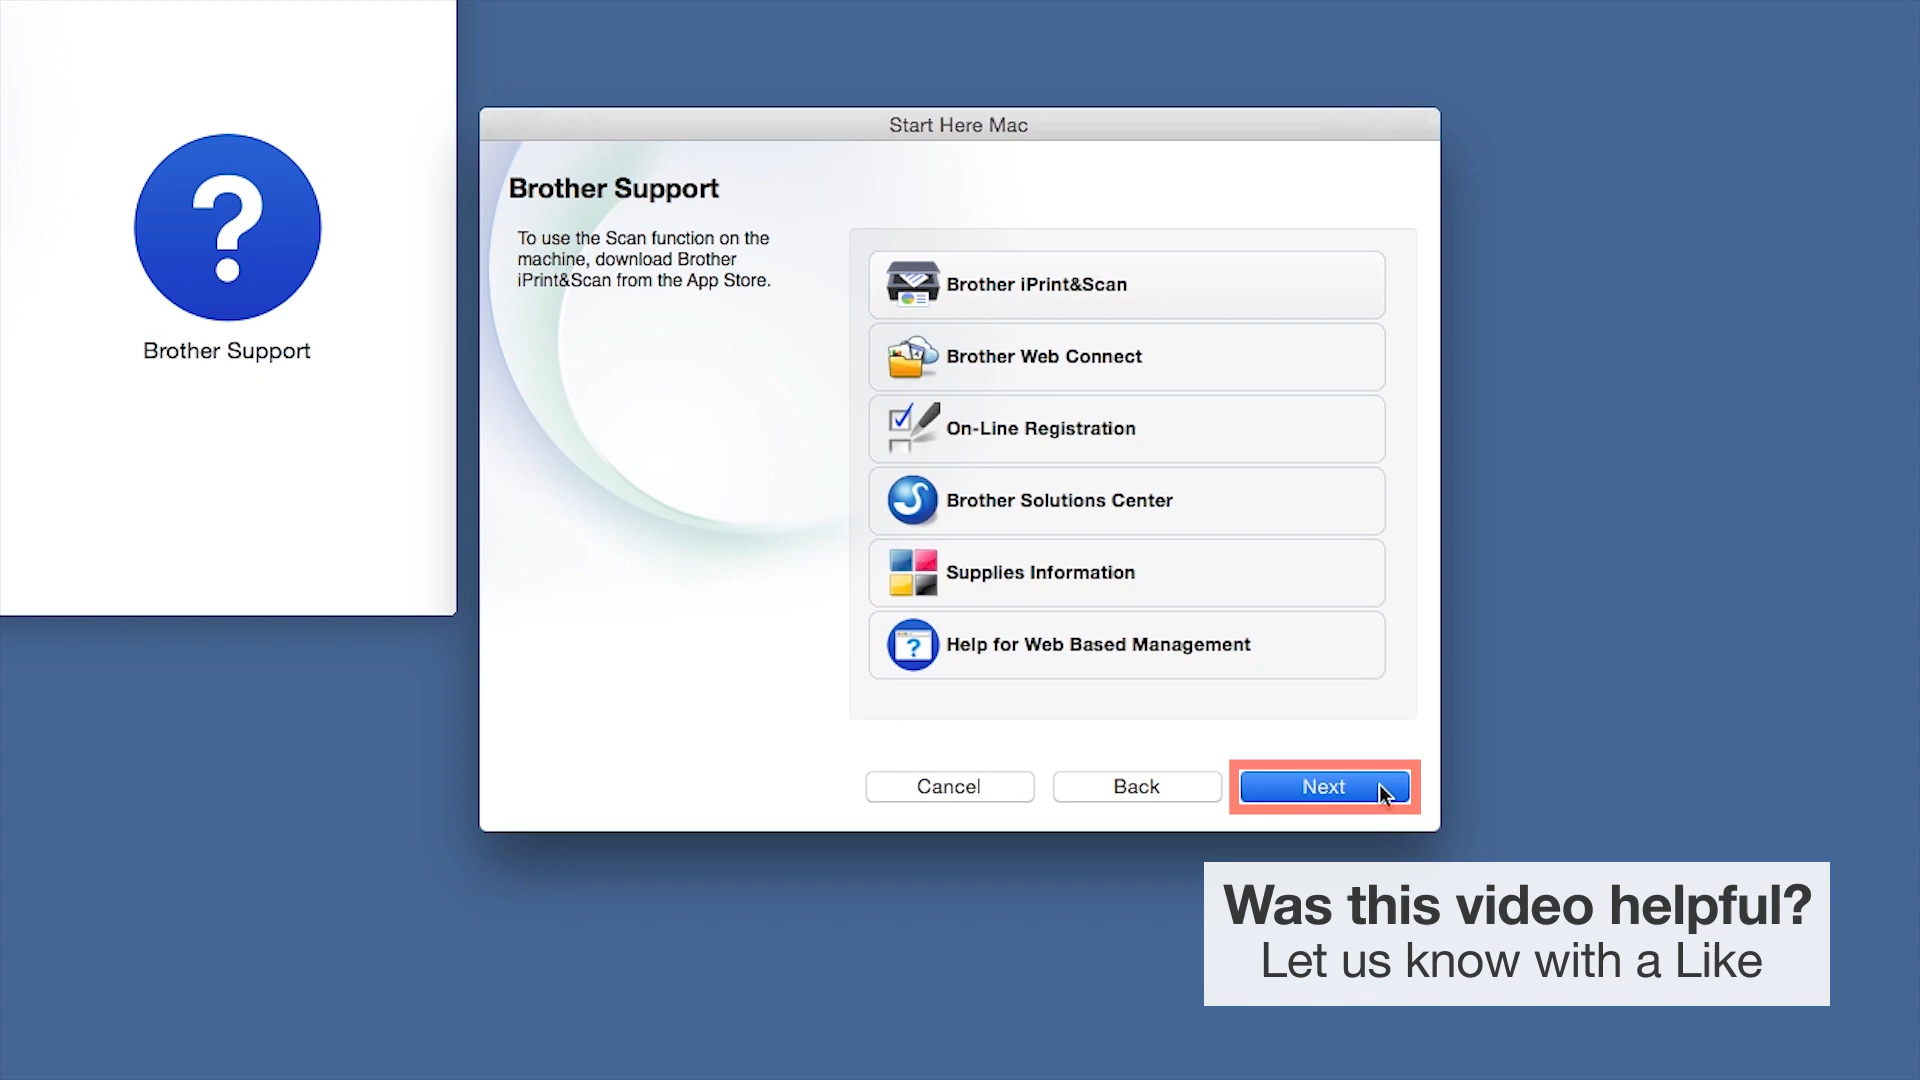 Brother Support
Start Here Mac
Brother Support
To use the Scan function on the
machine, download Brother
iPrint&Scan from the App Store.
Brother iPrint&Scan
Brother Web Connect
On-Line Registration
Brother Solutions Center
Supplies Information
Help for Web Based Management
Cancel
Back
Next
Was this video helpful?
Let us know with a Like